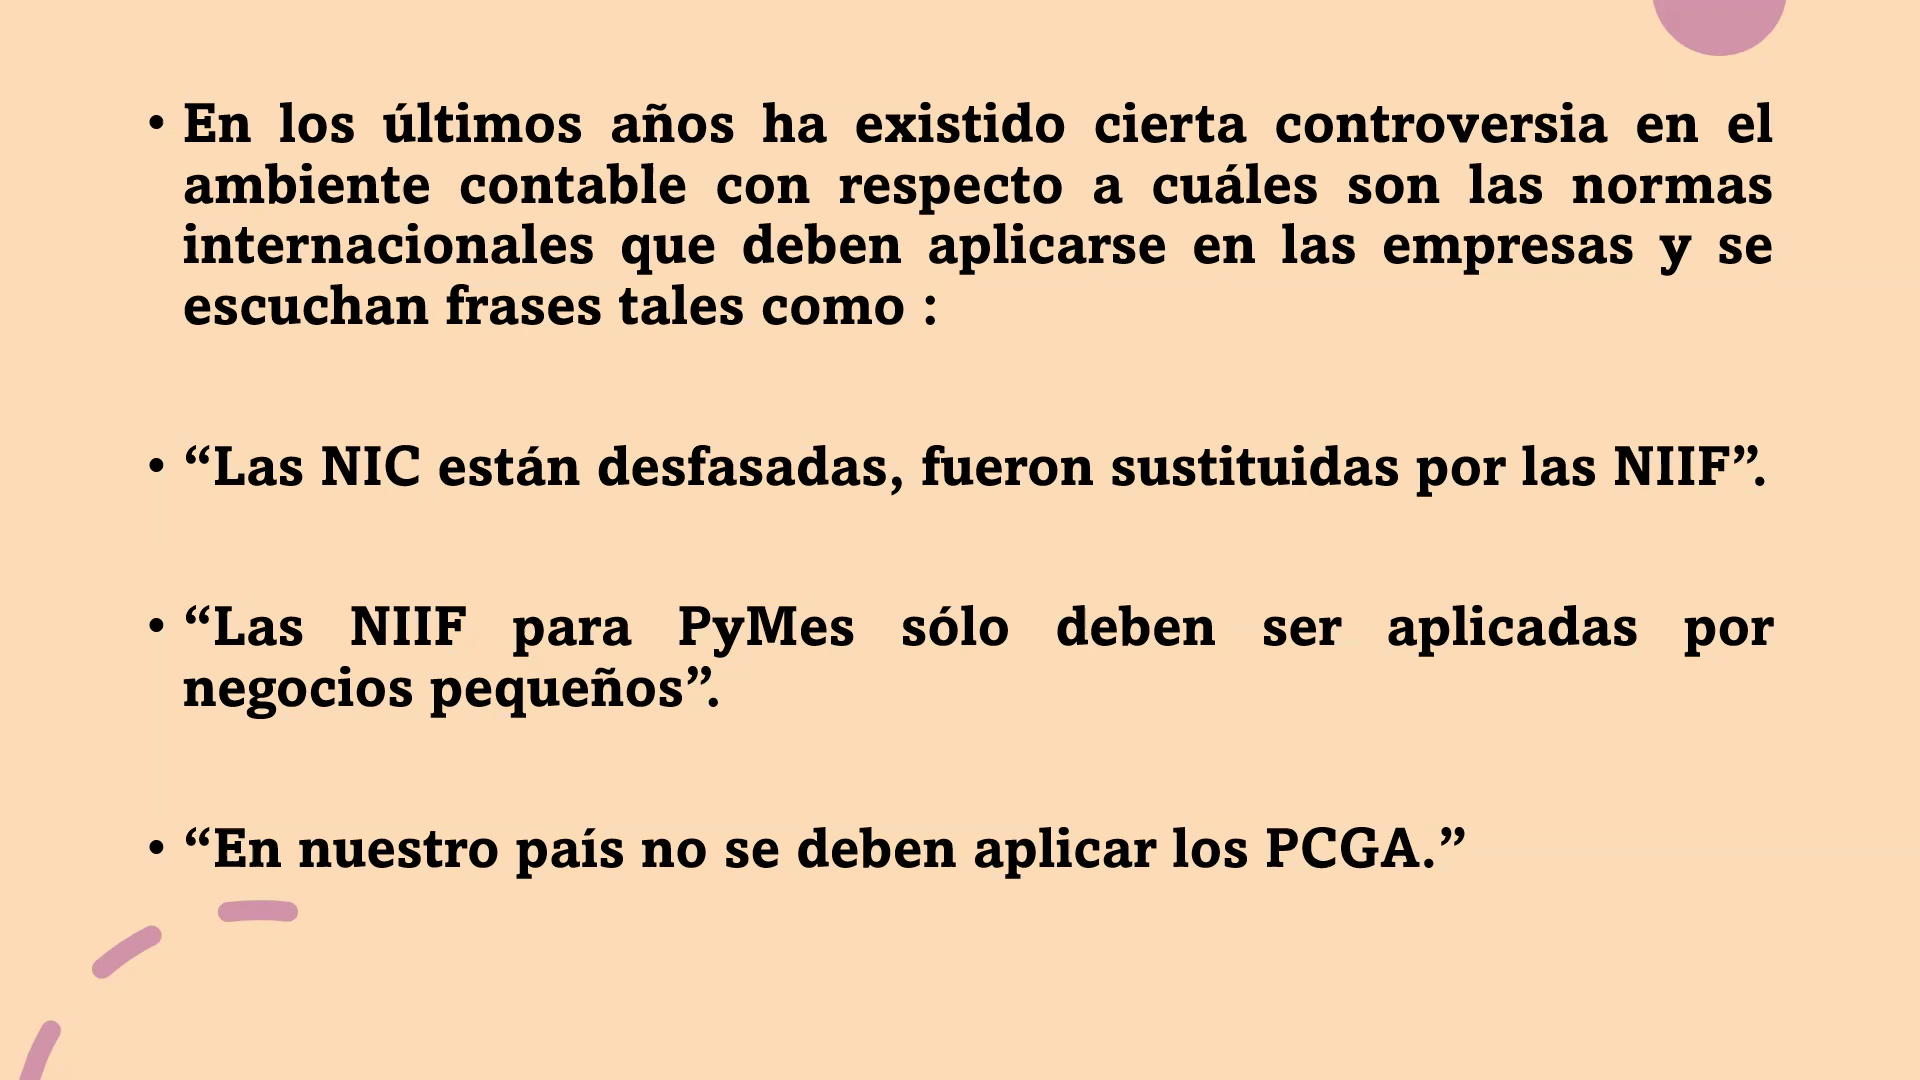 • En los últimos años ha existido cierta controversia en el
ambiente contable con respecto a cuáles son las normas
internacionales que deben aplicarse en las empresas y se
escuchan frases tales como :
• “Las NIC están desfasadas, fueron sustituidas por las NIIF”.
• “Las NIIF para PyMes sólo deben ser aplicadas por
negocios pequeños”.
• “En nuestro país no se deben aplicar los PCGA.”